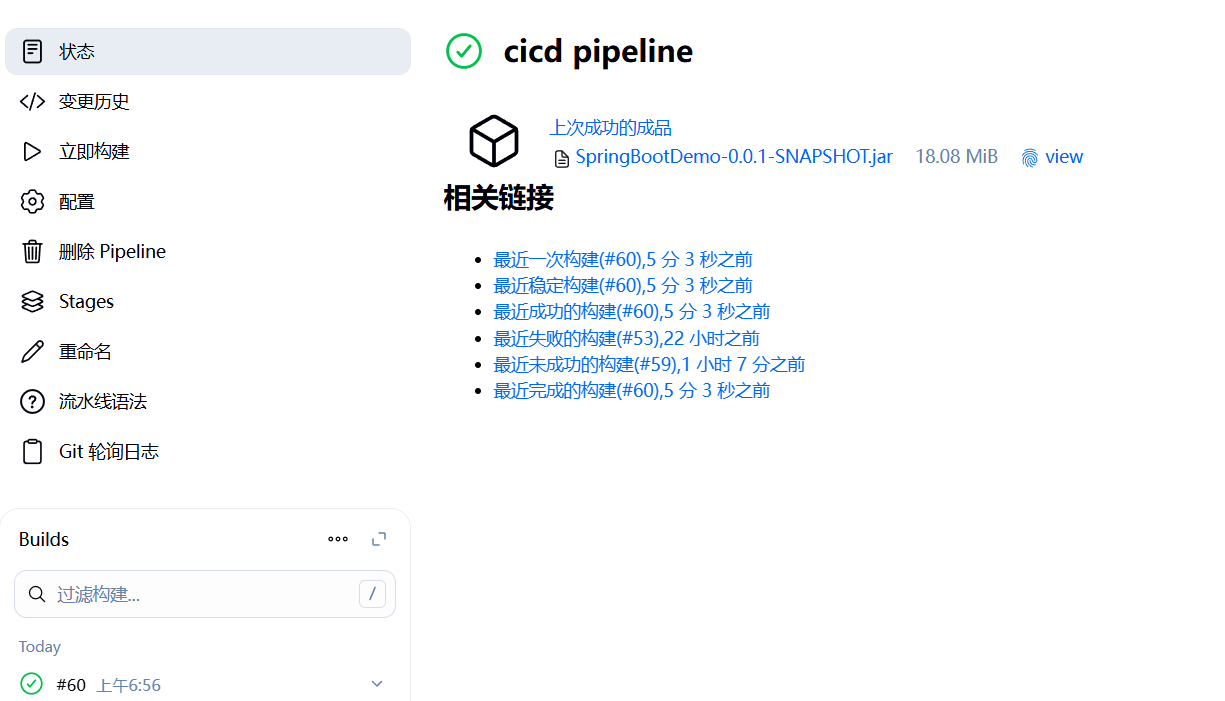 状态
变更历史
立即构建
配置
删除 Pipeline
Stages
重命名
流水线语法
Git 轮询日志
Builds
过滤构建...
/
Today
#60 上午6:56
cicd pipeline
上次成功的成品
SpringBootDemo-0.0.1-SNAPSHOT.jar 18.08 MiB view
相关链接
最近一次构建(#60),5 分 3 秒之前
最近稳定构建(#60),5 分 3 秒之前
最近成功的构建(#60),5 分 3 秒之前
最近失败的构建(#53),22 小时之前
最近未成功的构建(#59),1 小时 7 分之前
最近完成的构建(#60),5 分 3 秒之前